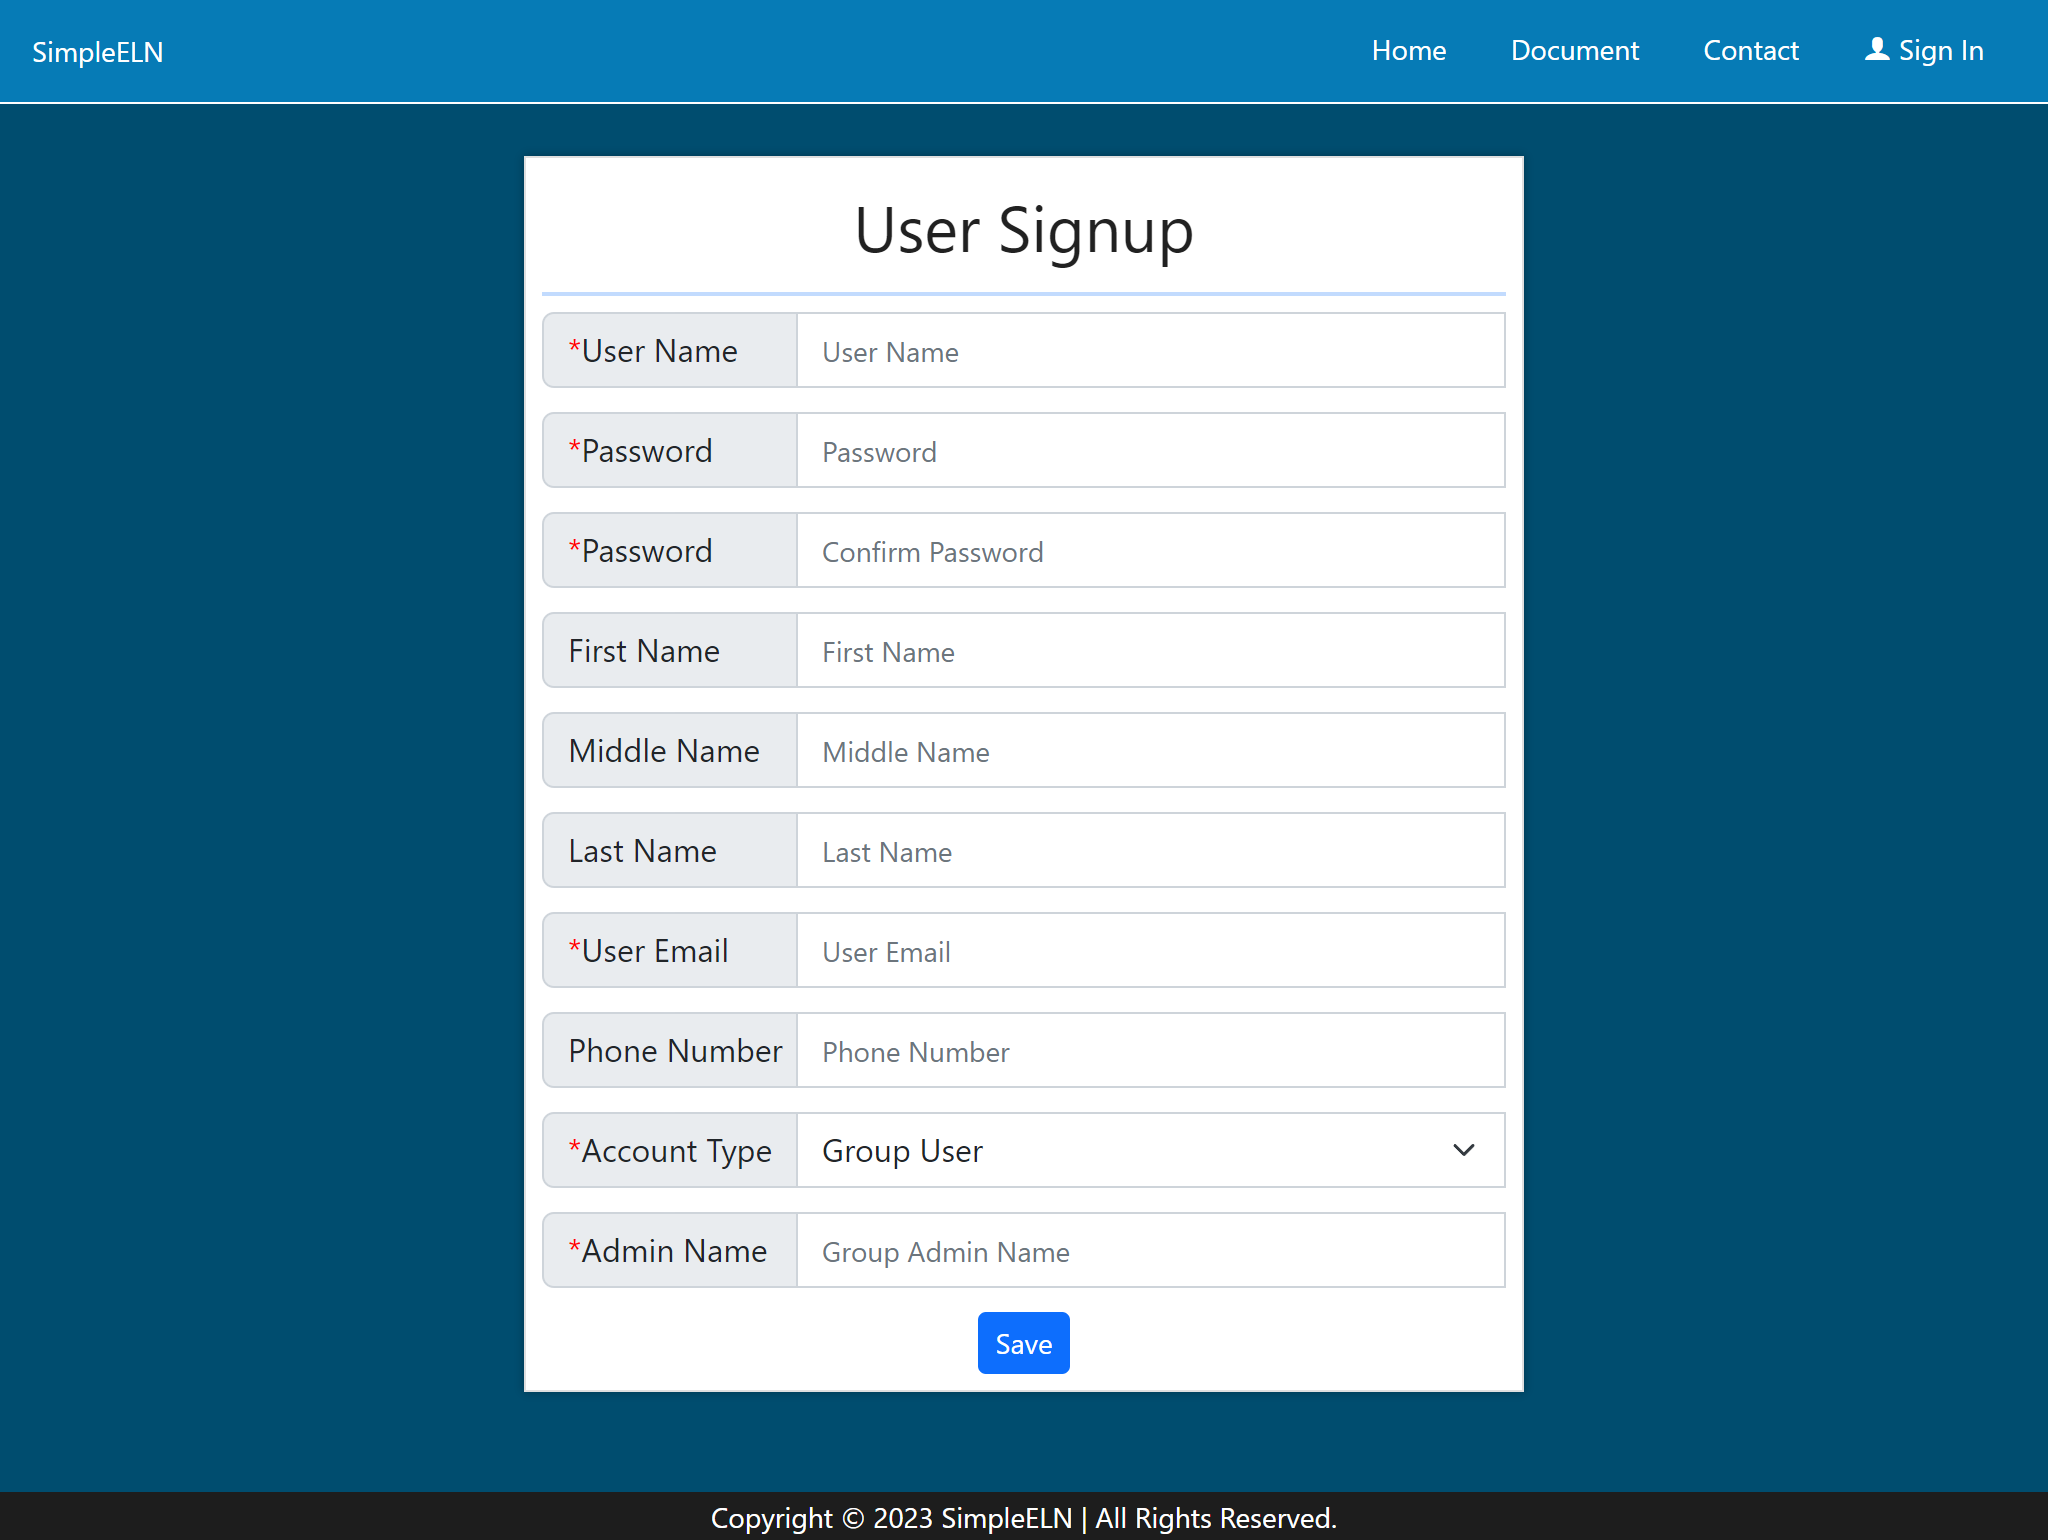 SimpleELN Home Document Contact Sign In
User Signup
*User Name User Name
*Password Password
*Password Confirm Password
First Name First Name
Middle Name Middle Name
Last Name Last Name
*User Email User Email
Phone Number Phone Number
*Account Type Group User
*Admin Name Group Admin Name
Save
Copyright © 2023 SimpleELN | All Rights Reserved.